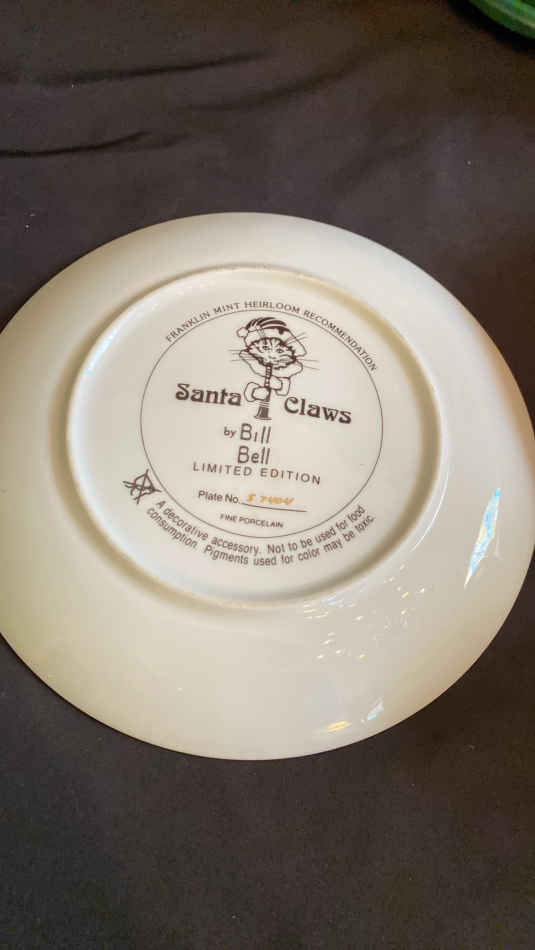 FRANKLIN MINT HEIRLOOM RECOMMENDATION
Santa Claws
by Bill
Bell
LIMITED EDITION
Plate No.
FINE PORCELAIN
A decorative accessory. Not to be used for food
consumption. Pigments used for color may be toxic.